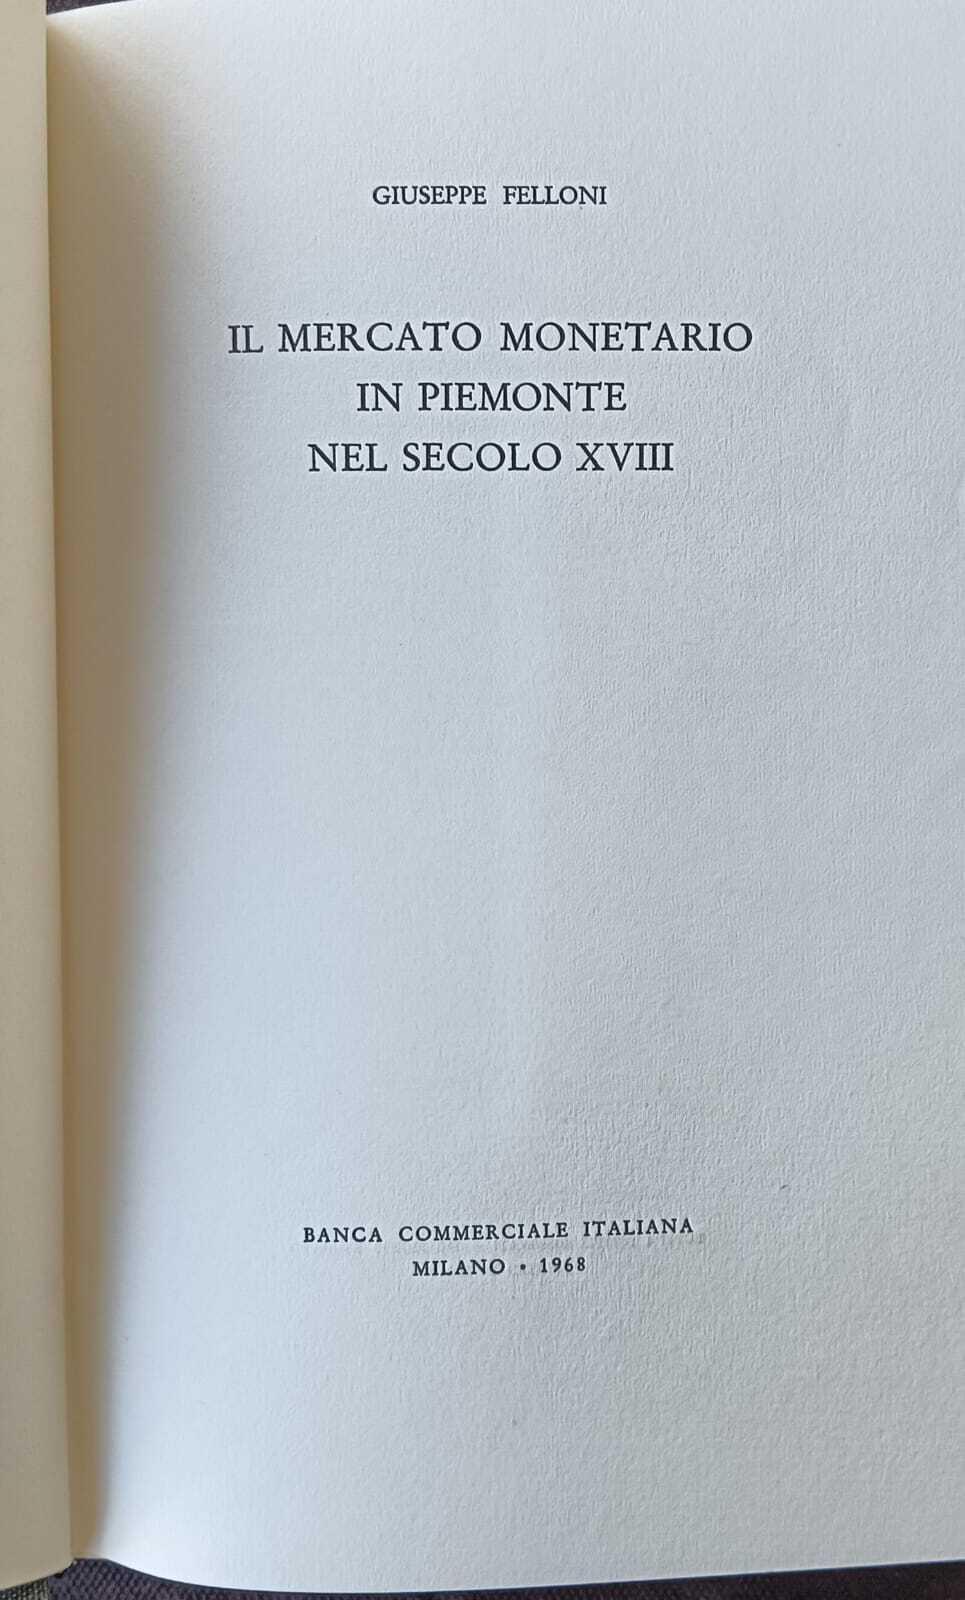 GIUSEPPE FELLONI
IL MERCATO MONETARIO
IN PIEMONTE
NEL SECOLO XVIII
BANCA COMMERCIALE ITALIANA
MILANO • 1968